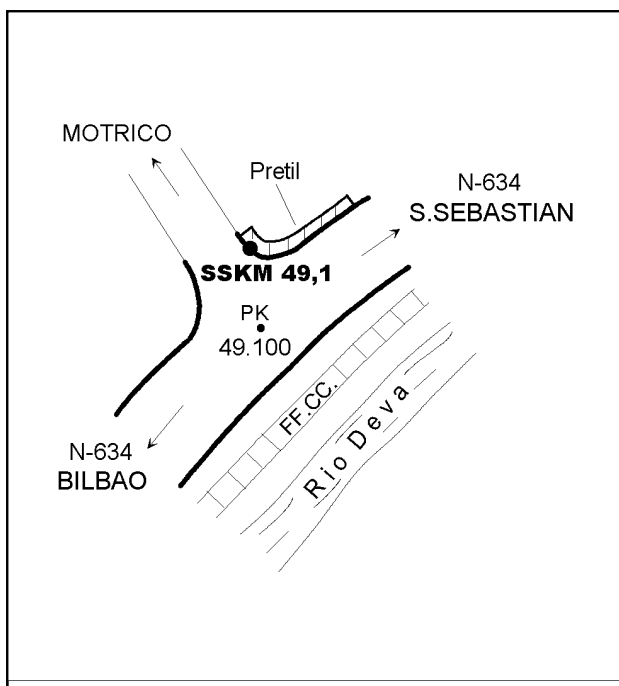 MOTRICO
Pretil
N-634
S.SEBASTIAN
SSKM 49,1
PK
49.100
FF.CC.
Rio Deva
N-634
BILBAO